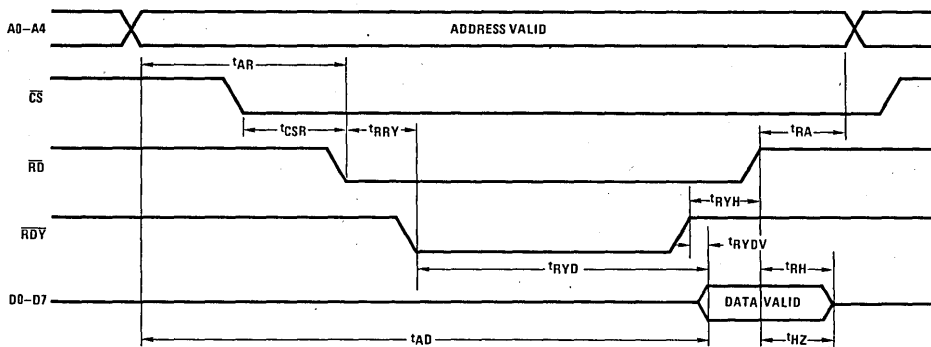 A0–A4 ADDRESS VALID
tAR
CS
tCSR tRRY tRA
RD
tRYH
RDY
tRYDV
tRYD tRH
D0–D7 DATA VALID
tAD tHZ